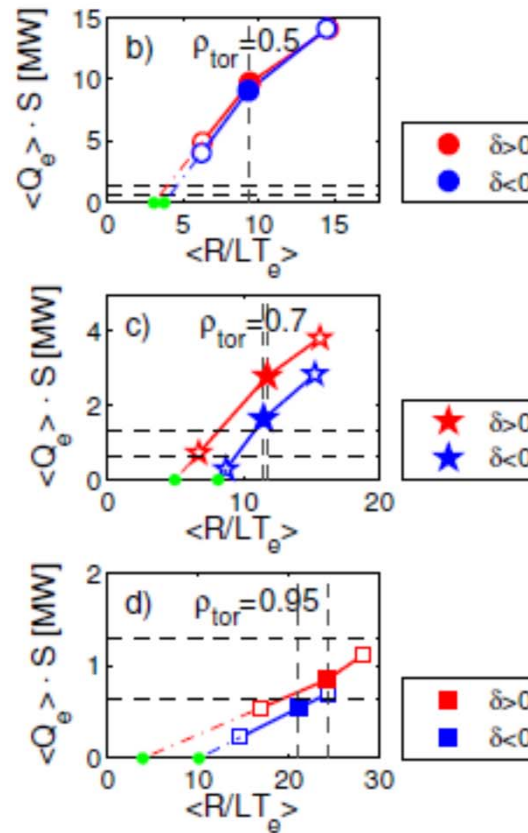 b) ρtor=0.5
<Qe> · S [MW]
15
10
5
0
0 5 10 15
<R/LTe>
δ>0
δ<0
c) ρtor=0.7
<Qe> · S [MW]
4
2
0
0 10 20
<R/LTe>
δ>0
δ<0
d) ρtor=0.95
<Qe> · S [MW]
2
1
0
0 10 20 30
<R/LTe>
δ>0
δ<0